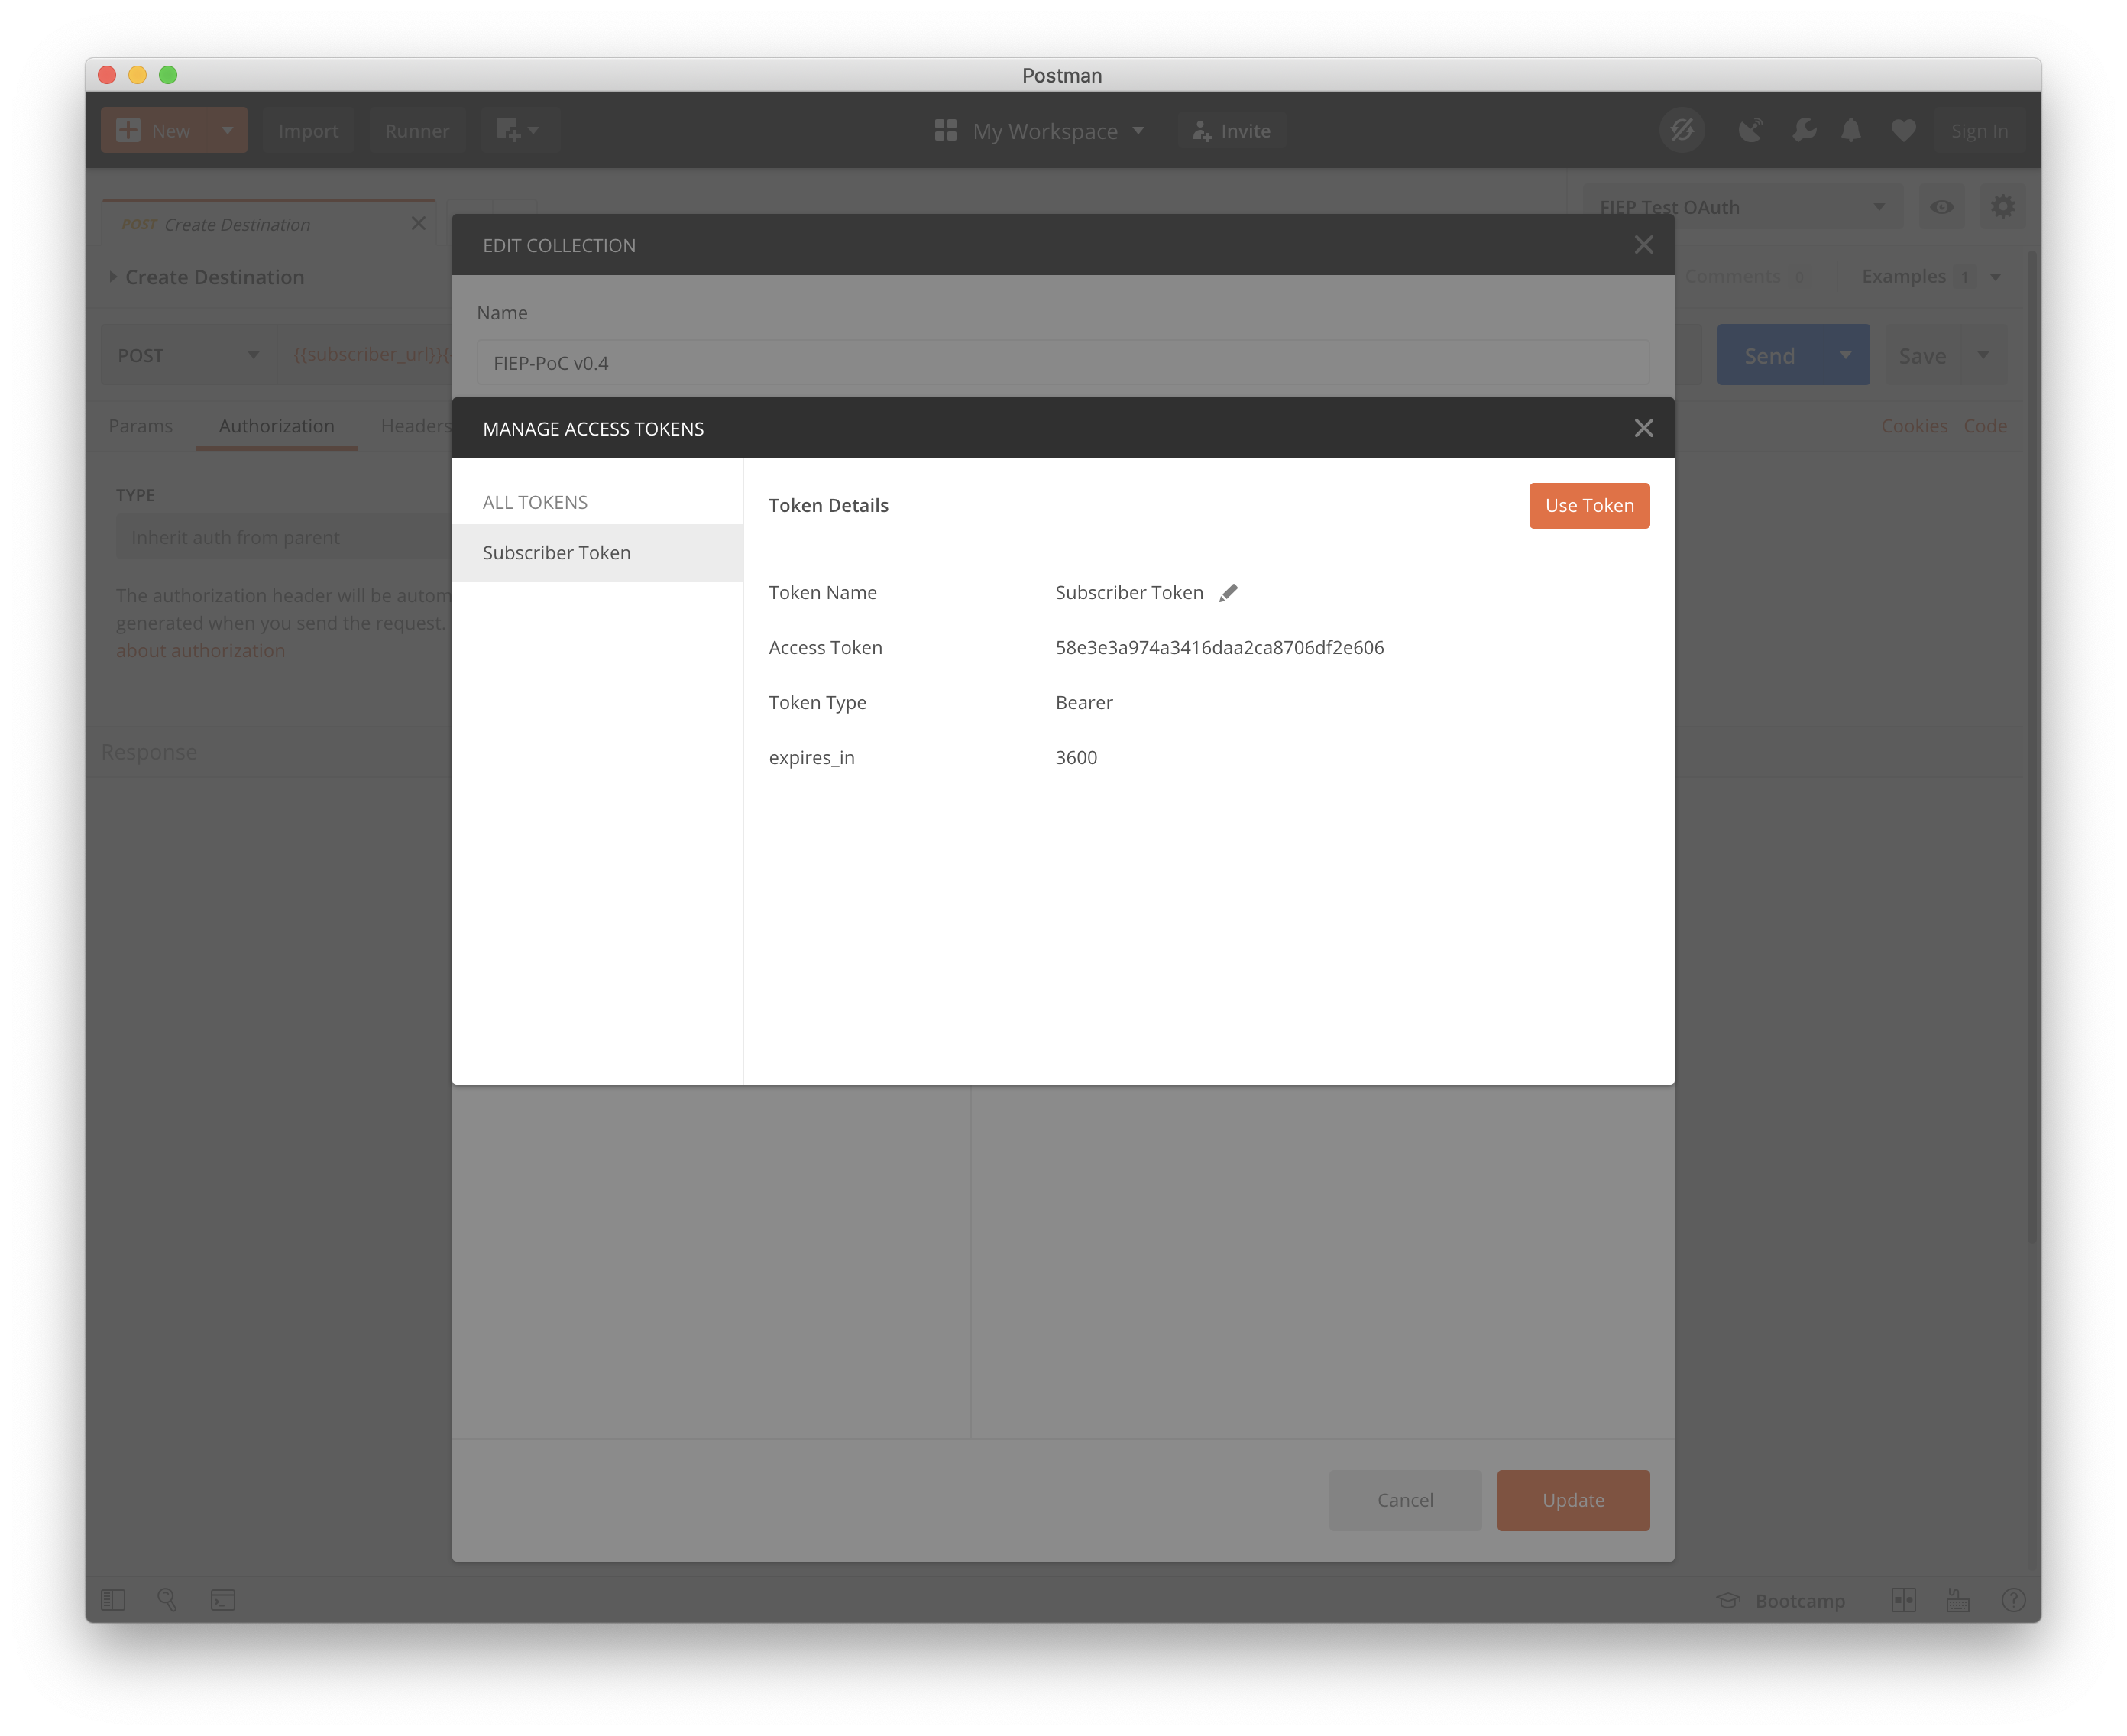 Postman
New
Import
Runner
My Workspace
Invite
Sign In
POST Create Destination
FIEP Test OAuth
EDIT COLLECTION
Create Destination
Comments 0
Examples 1
Name
POST
{{subscriber_url}}{
FIEP-PoC v0.4
Send
Save
Params
Authorization
Headers
Cookies
Code
MANAGE ACCESS TOKENS
TYPE
Inherit auth from parent
The authorization header will be autom
generated when you send the request.
about authorization
Response
ALL TOKENS
Subscriber Token
Token Details
Use Token
Token Name
Subscriber Token
Access Token
58e3e3a974a3416daa2ca8706df2e606
Token Type
Bearer
expires_in
3600
Cancel
Update
Bootcamp